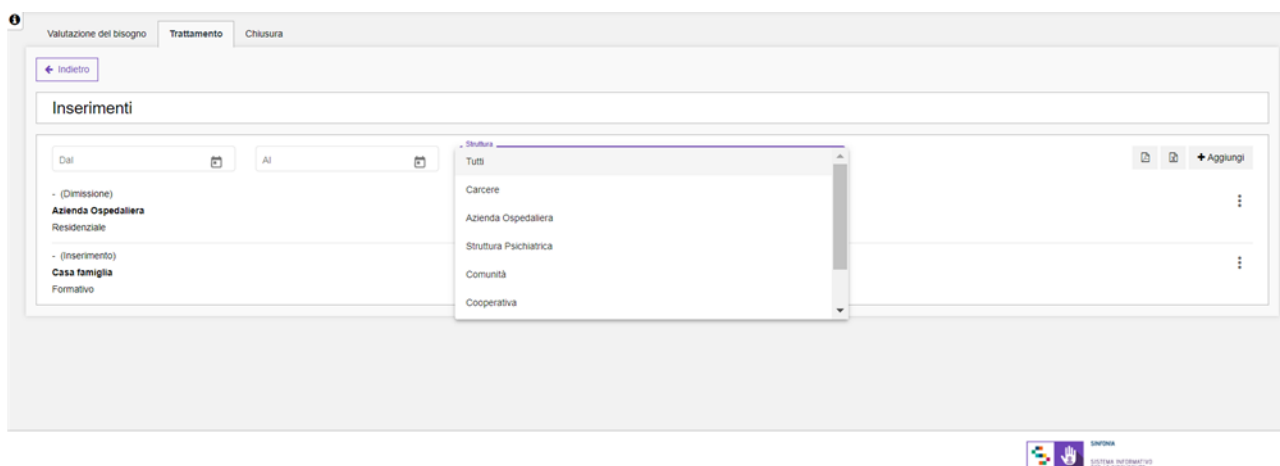 Valutazione del bisogno Trattamento Chiusura
Indietro
Inserimenti
Dal
Al
Struttura
Tutti
Carcere
Azienda Ospedaliera
Struttura Psichiatrica
Comunità
Cooperativa
+ Aggiungi
- (Dimissione)
Azienda Ospedaliera
Residenziale
- (Inserimento)
Casa famiglia
Formativo
SINFONIA
SISTEMA INFORMATIVO